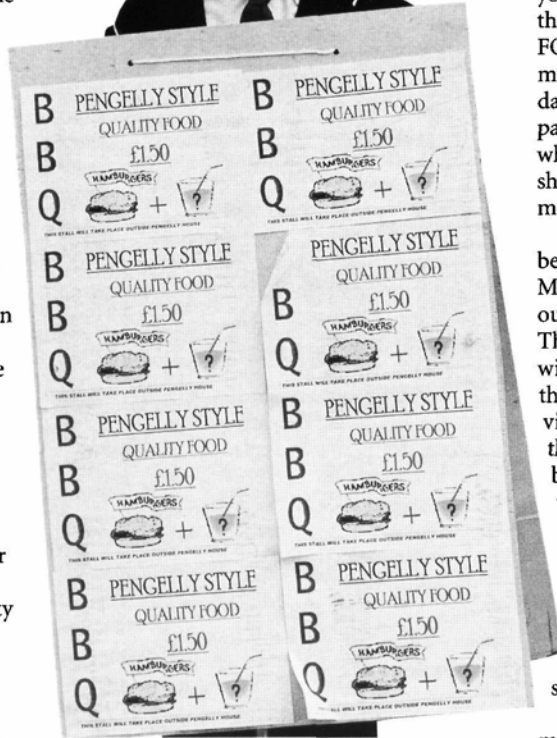 B PENGELLY STYLE
QUALITY FOOD
B £1.50
HAMBURGERS
Q + ?
THIS STALL WILL TAKE PLACE OUTSIDE PENGELLY HOUSE
B PENGELLY STYLE
QUALITY FOOD
B £1.50
HAMBURGERS
Q + ?
B PENGELLY STYLE
QUALITY FOOD
B £1.50
HAMBURGERS
Q + ?
THIS STALL WILL TAKE PLACE OUTSIDE PENGELLY HOUSE
PENGELLY STYLE
QUALITY FOOD
B £1.50
B HAMBURGERS
Q + ?
THIS STALL WILL TAKE PLACE OUTSIDE PENGELLY HOUSE
B PENGELLY STYLE
QUALITY FOOD
B £1.50
HAMBURGERS
Q + ?
THIS STALL WILL TAKE PLACE OUTSIDE PENGELLY HOUSE
B PENGELLY STYLE
QUALITY FOOD
B £1.50
HAMBURGERS
Q + ?
THIS STALL WILL TAKE PLACE OUTSIDE PENGELLY HOUSE
B PENGELLY STYLE
QUALITY FOOD
B £1.50
HAMBURGERS
Q + ?
THIS STALL WILL TAKE PLACE OUTSIDE PENGELLY HOUSE
B PENGELLY STYLE
QUALITY FOOD
B £1.50
HAMBURGERS
Q + ?
STALL WILL TAKE PLACE OUTSIDE PENGELLY HOUSE